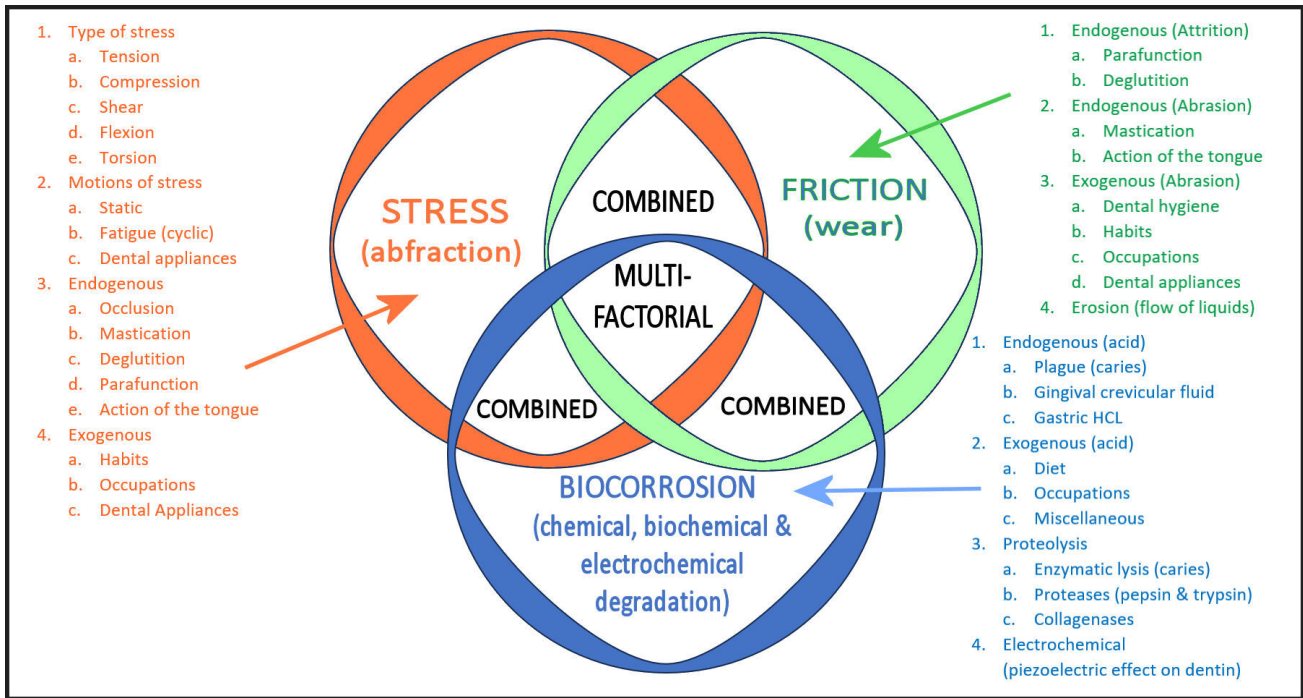 1. Type of stress
a. Tension
b. Compression
c. Shear
d. Flexion
e. Torsion
2. Motions of stress
a. Static
b. Fatigue (cyclic)
c. Dental appliances
3. Endogenous
a. Occlusion
b. Mastication
c. Deglutition
d. Parafunction
e. Action of the tongue
4. Exogenous
a. Habits
b. Occupations
c. Dental Appliances
STRESS
(abfraction)
COMBINED
FRICTION
(wear)
MULTI-
FACTORIAL
COMBINED
COMBINED
BIOCORROSION
(chemical, biochemical &
electrochemical
degradation)
1. Endogenous (Attrition)
a. Parafunction
b. Deglutition
2. Endogenous (Abrasion)
a. Mastication
b. Action of the tongue
3. Exogenous (Abrasion)
a. Dental hygiene
b. Habits
c. Occupations
d. Dental appliances
4. Erosion (flow of liquids)
1. Endogenous (acid)
a. Plague (caries)
b. Gingival crevicular fluid
c. Gastric HCL
2. Exogenous (acid)
a. Diet
b. Occupations
c. Miscellaneous
3. Proteolysis
a. Enzymatic lysis (caries)
b. Proteases (pepsin & trypsin)
c. Collagenases
4. Electrochemical
(piezoelectric effect on dentin)